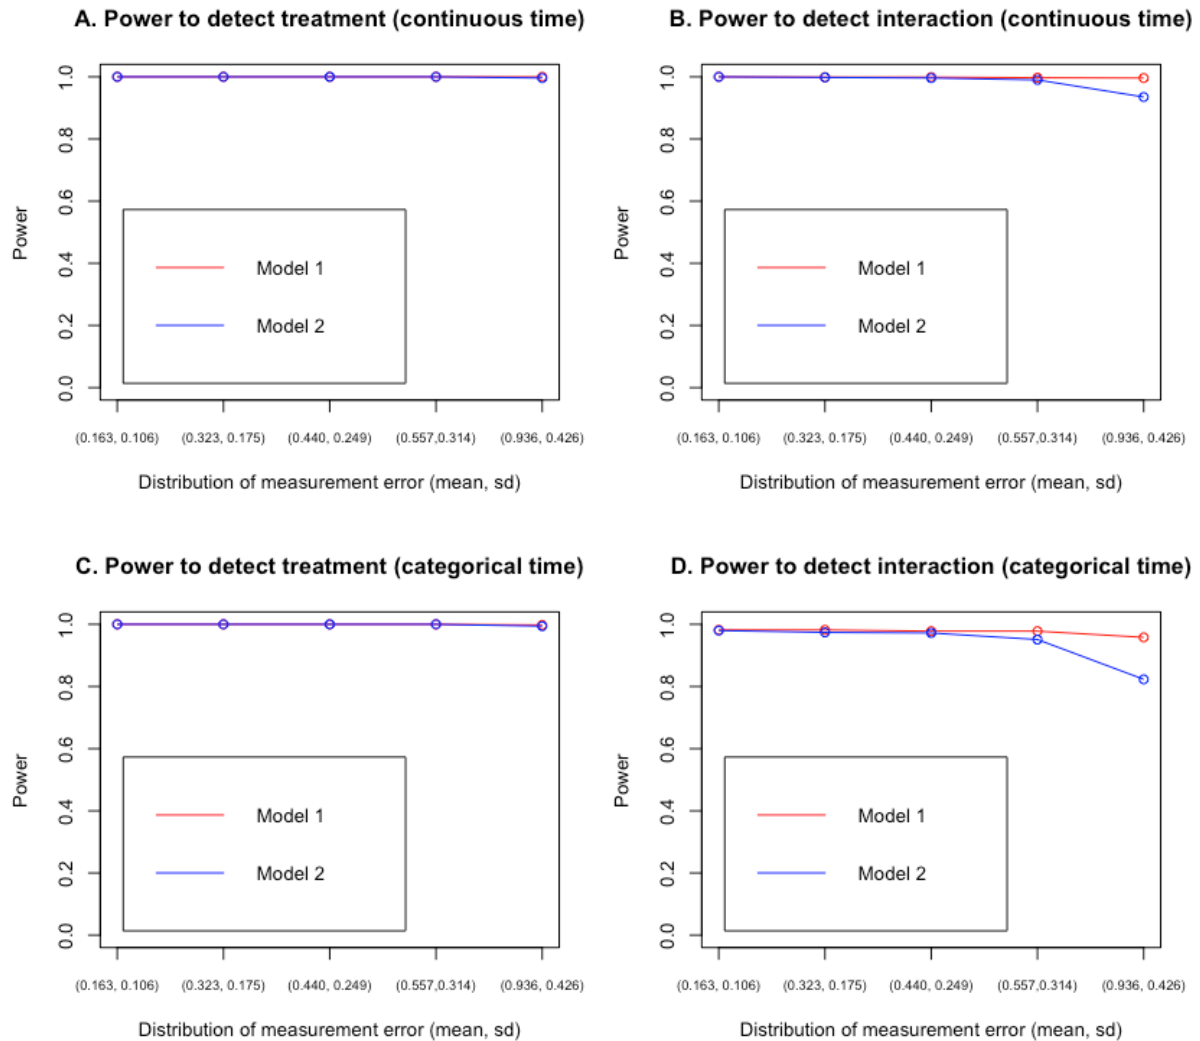 A. Power to detect treatment (continuous time)
Power
1.0
0.8
0.6
0.4
0.2
0.0
Model 1
Model 2
(0.163, 0.106) (0.323, 0.175) (0.440, 0.249) (0.557,0.314) (0.936, 0.426)
Distribution of measurement error (mean, sd)
B. Power to detect interaction (continuous time)
Power
1.0
0.8
0.6
0.4
0.2
0.0
Model 1
Model 2
(0.163, 0.106) (0.323, 0.175) (0.440, 0.249) (0.557,0.314) (0.936, 0.426)
Distribution of measurement error (mean, sd)
C. Power to detect treatment (categorical time)
Power
1.0
0.8
0.6
0.4
0.2
0.0
Model 1
Model 2
(0.163, 0.106) (0.323, 0.175) (0.440, 0.249) (0.557,0.314) (0.936, 0.426)
Distribution of measurement error (mean, sd)
D. Power to detect interaction (categorical time)
Power
1.0
0.8
0.6
0.4
0.2
0.0
Model 1
Model 2
(0.163, 0.106) (0.323, 0.175) (0.440, 0.249) (0.557,0.314) (0.936, 0.426)
Distribution of measurement error (mean, sd)